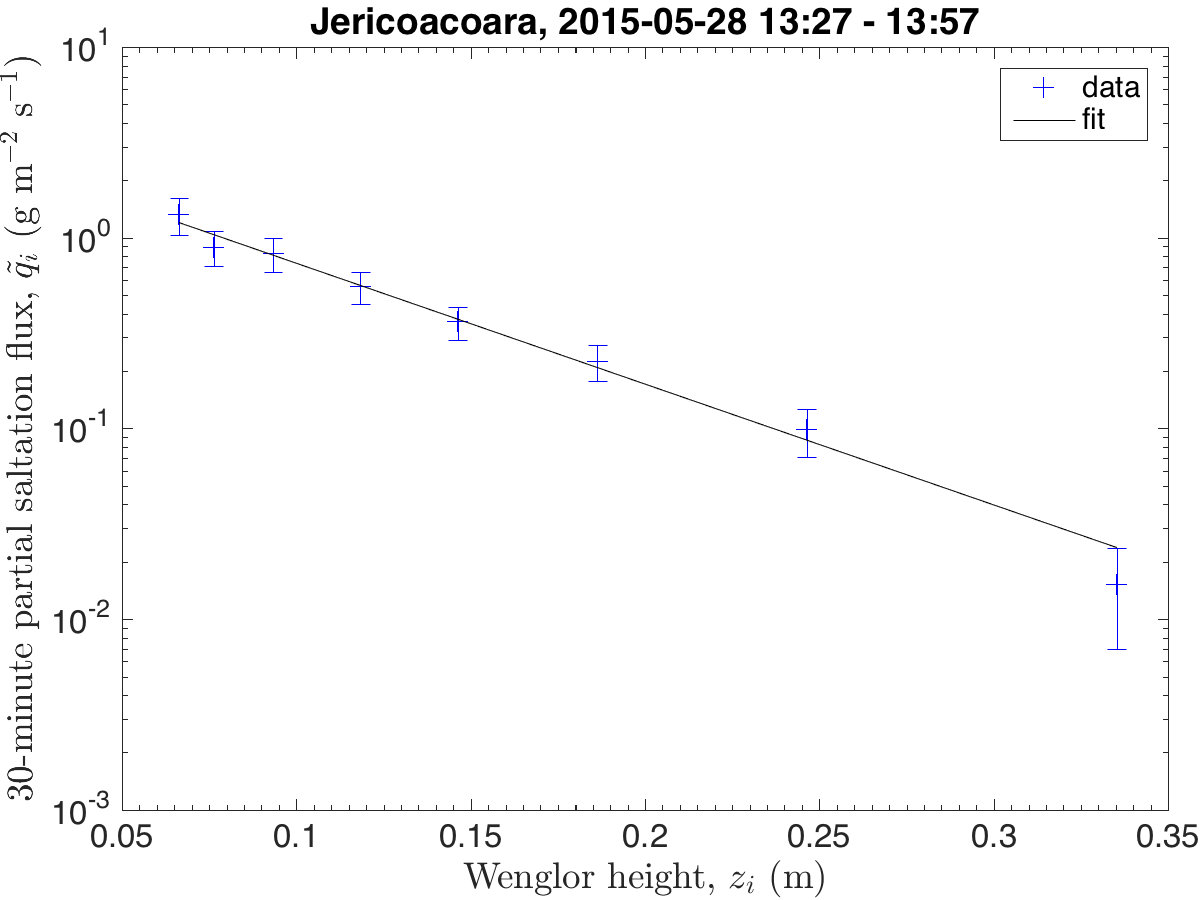 Jericoacoara, 2015-05-28 13:27 - 13:57
10^1
10^0
10^-1
10^-2
10^-3
30-minute partial saltation flux, q̃_i (g m^−2 s^−1)
data
fit
0.05 0.1 0.15 0.2 0.25 0.3 0.35
Wenglor height, z_i (m)